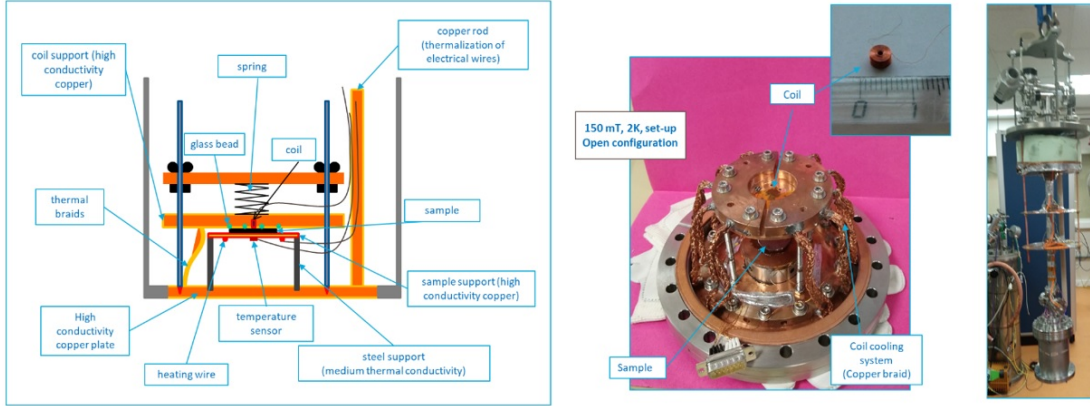 copper rod
(thermalization of
electrical wires)
coil support (high
conductivity
copper)
spring
glass bead
coil
thermal
braids
sample
sample support (high
conductivity copper)
High
conductivity
copper plate
temperature
sensor
heating wire
steel support
(medium thermal conductivity)
Coil
150 mT, 2K, set-up
Open configuration
Sample
Coil cooling
system
(Copper braid)